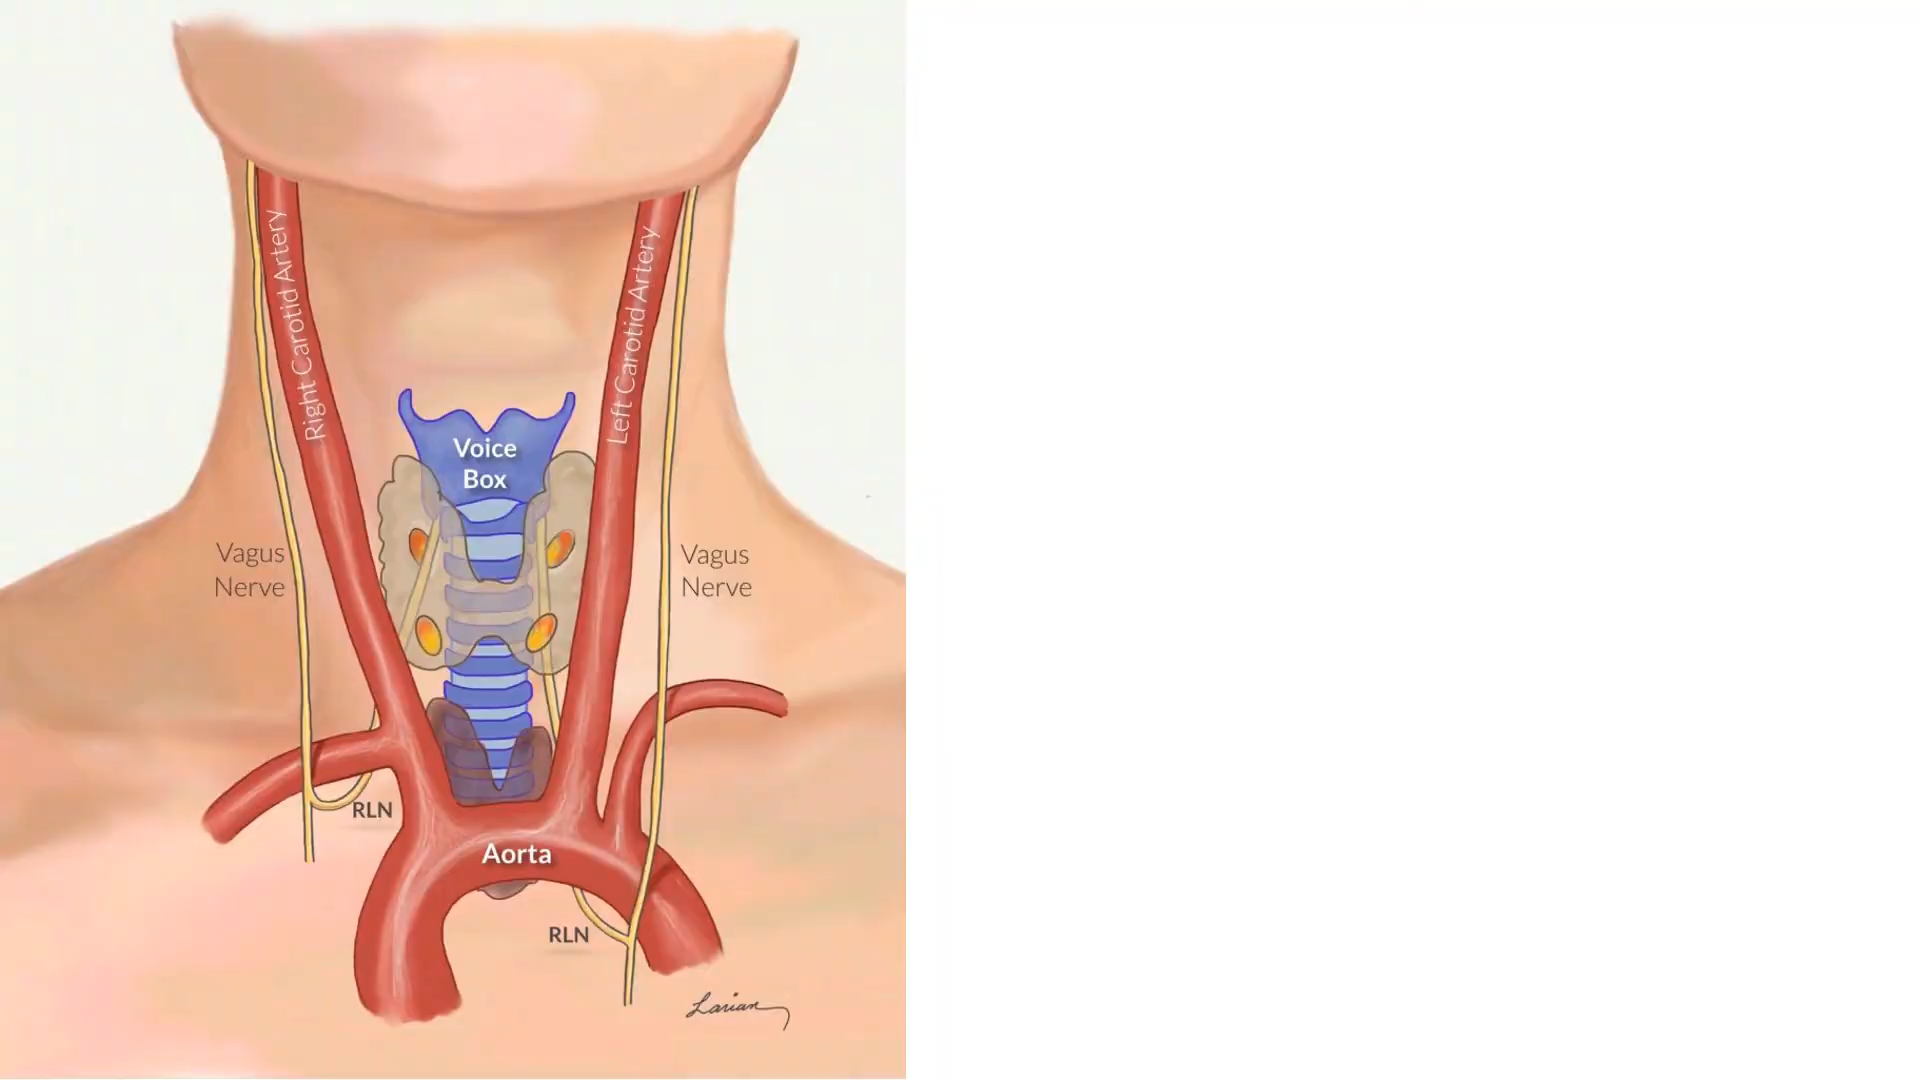 Right Carotid Artery
Left Carotid Artery
Voice
Box
Vagus
Nerve
Vagus
Nerve
RLN
Aorta
RLN
Larian